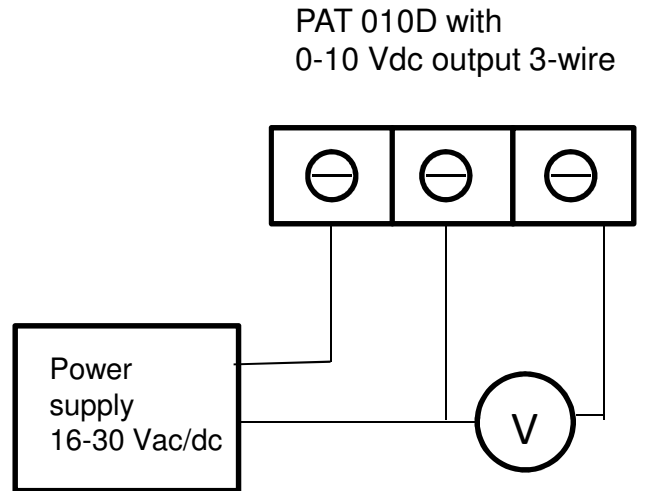 PAT 010D with
0-10 Vdc output 3-wire
Power
supply
16-30 Vac/dc
V